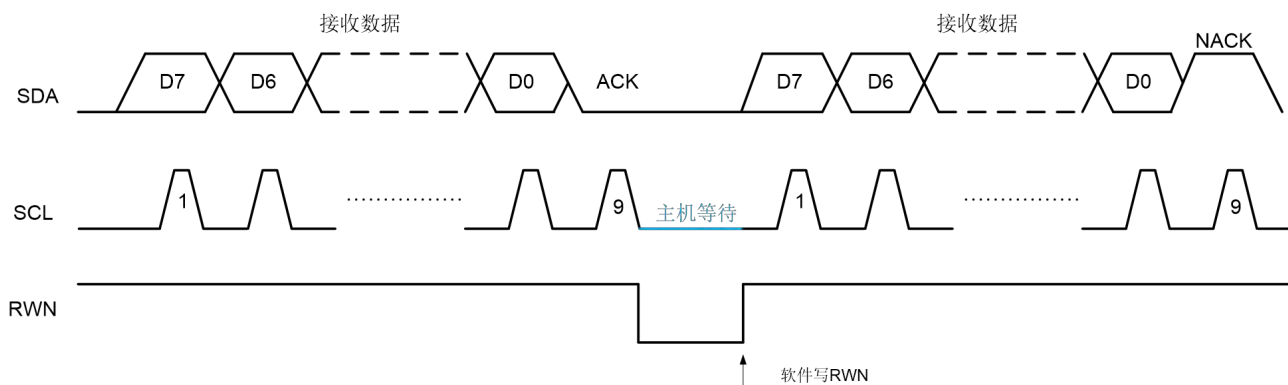 接收数据 接收数据
SDA D7 D6 D0 ACK D7 D6 D0 NACK
SCL 1 9 主机等待 1 9
RWN
软件写RWN